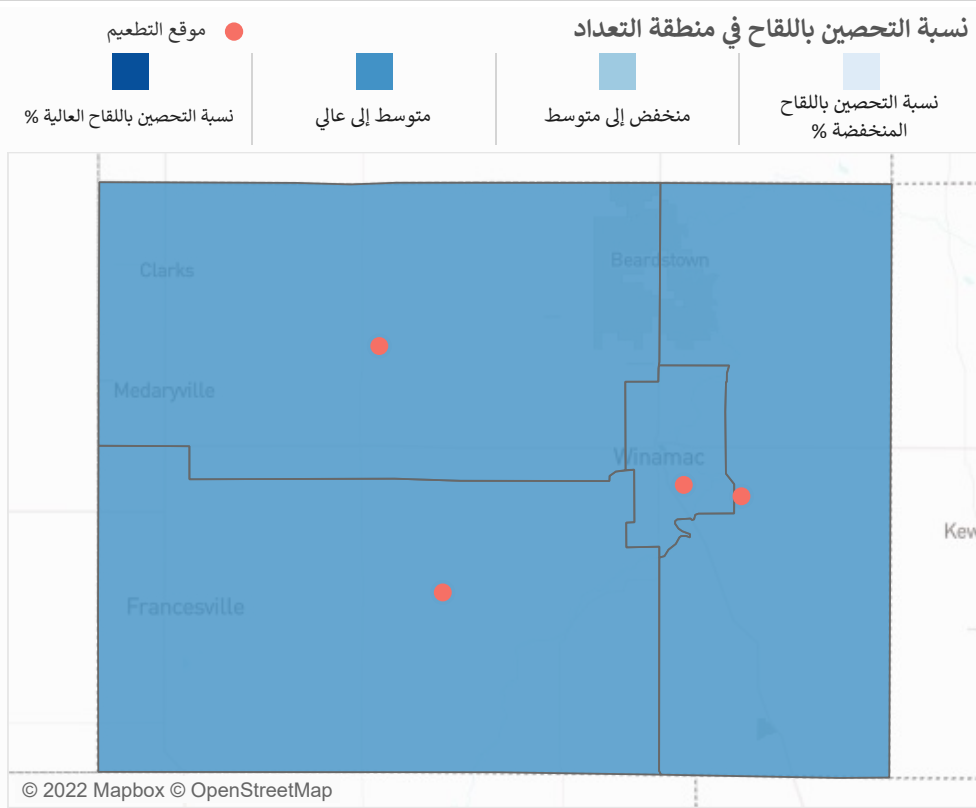 نسبة التحصين باللقاح في منطقة التعداد
موقع التطعيم
نسبة التحصين باللقاح
المنخفضة %
منخفض إلى متوسط
متوسط إلى عالي
نسبة التحصين باللقاح العالية %
Clarks
Beardstown
Medaryville
Winamac
Kew
Francesville
© 2022 Mapbox © OpenStreetMap